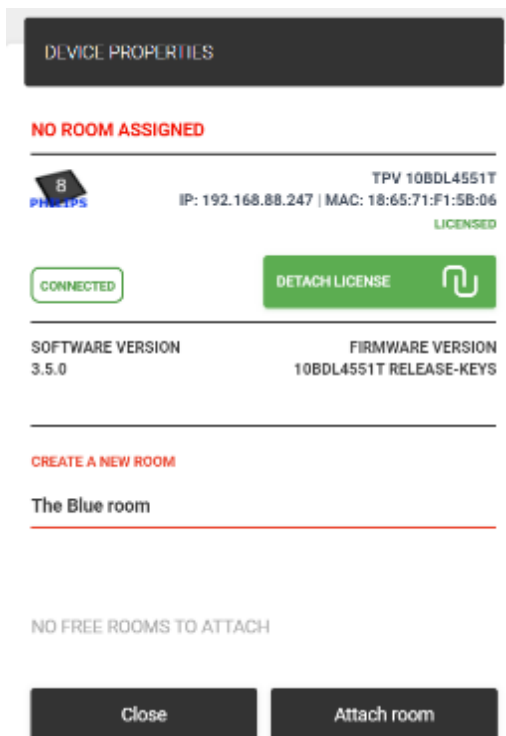 DEVICE PROPERTIES
NO ROOM ASSIGNED
8
PHILIPS
TPV 10BDL4551T
IP: 192.168.88.247 | MAC: 18:65:71:F1:5B:06
LICENSED
CONNECTED
DETACH LICENSE
SOFTWARE VERSION
3.5.0
FIRMWARE VERSION
10BDL4551T RELEASE-KEYS
CREATE A NEW ROOM
The Blue room
NO FREE ROOMS TO ATTACH
Close
Attach room